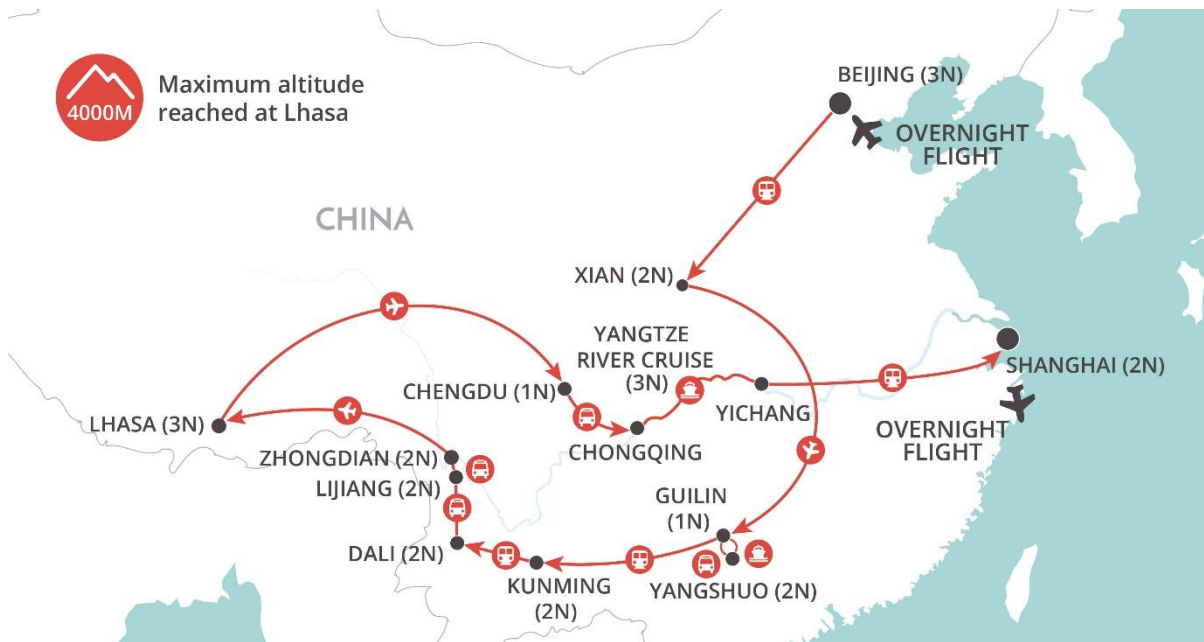 4000M
Maximum altitude
reached at Lhasa
BEIJING (3N)
OVERNIGHT
FLIGHT
CHINA
XIAN (2N)
YANGTZE
RIVER CRUISE
(3N)
SHANGHAI (2N)
CHENGDU (1N)
YICHANG
LHASA (3N)
CHONGQING
OVERNIGHT
FLIGHT
ZHONGDIAN (2N)
LIJIANG (2N)
GUILIN
(1N)
DALI (2N)
KUNMING
(2N)
YANGSHUO (2N)